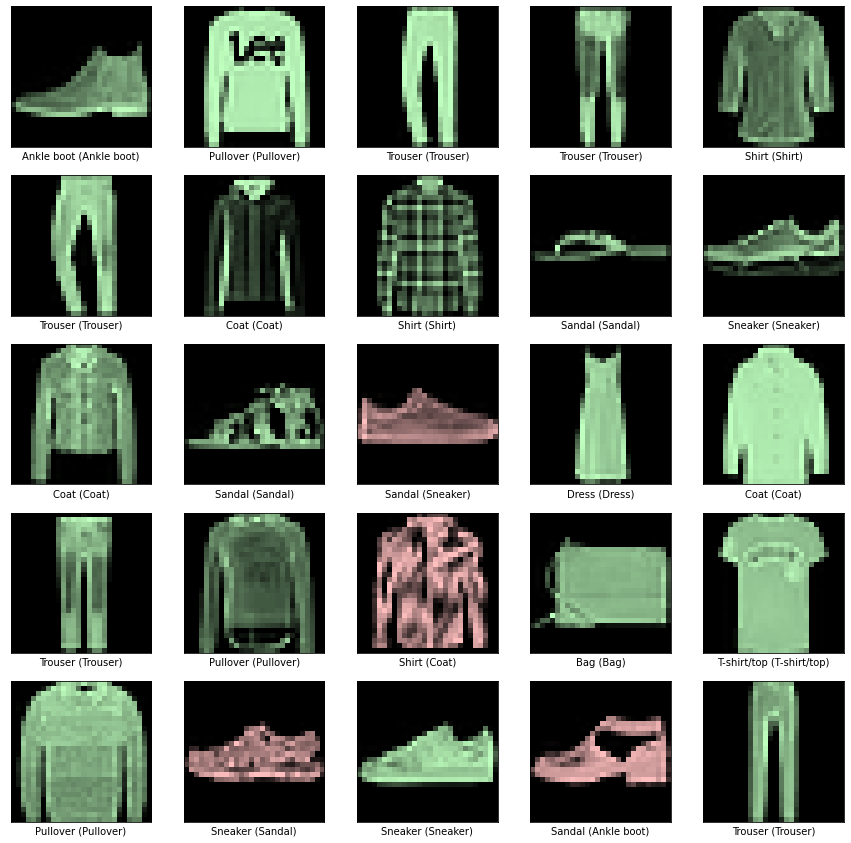 Lee
Ankle boot (Ankle boot)
Pullover (Pullover)
Trouser (Trouser)
Trouser (Trouser)
Shirt (Shirt)
Trouser (Trouser)
Coat (Coat)
Shirt (Shirt)
Sandal (Sandal)
Sneaker (Sneaker)
Coat (Coat)
Sandal (Sandal)
Sandal (Sneaker)
Dress (Dress)
Coat (Coat)
Trouser (Trouser)
Pullover (Pullover)
Shirt (Coat)
Bag (Bag)
T-shirt/top (T-shirt/top)
Pullover (Pullover)
Sneaker (Sandal)
Sneaker (Sneaker)
Sandal (Ankle boot)
Trouser (Trouser)